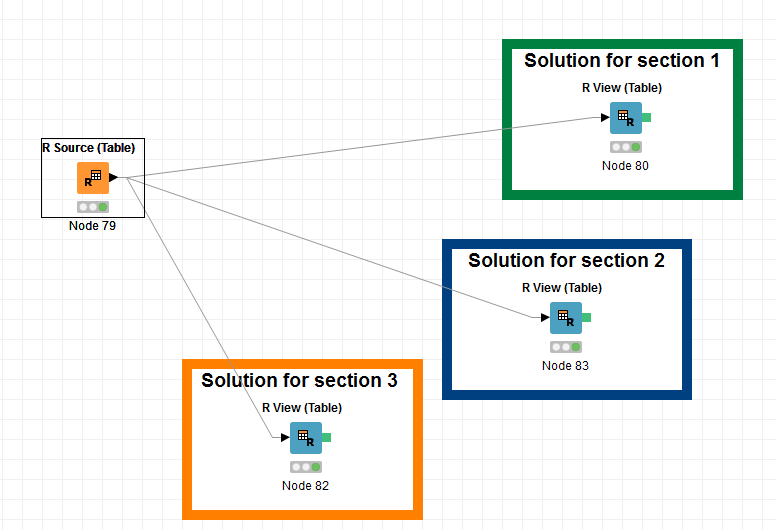 Solution for section 1
R View (Table)
R
Node 80
R Source (Table)
R
Node 79
Solution for section 2
R View (Table)
R
Node 83
Solution for section 3
R View (Table)
R
Node 82